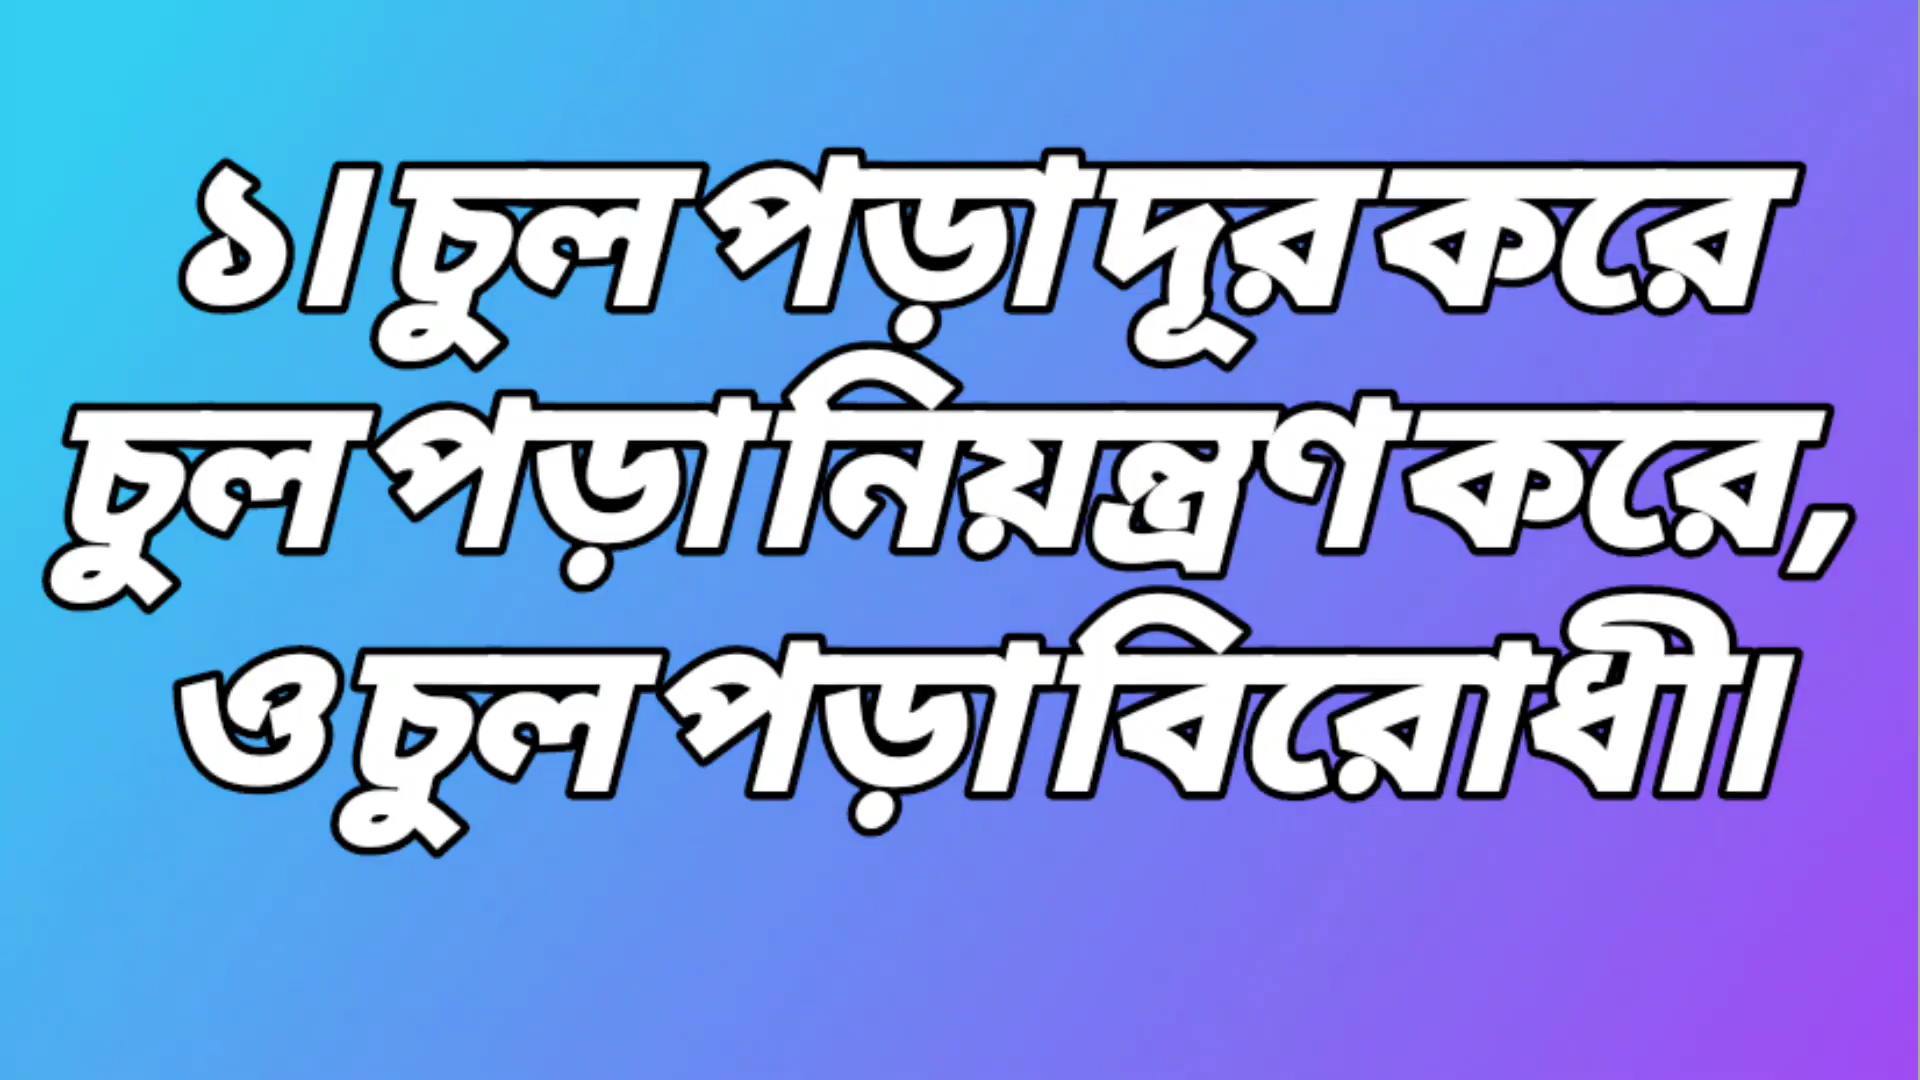 ১। চুল পড়া দূর করে
চুল পড়া নিয়ন্ত্রণ করে,
ও চুল পড়া বিরোধী।